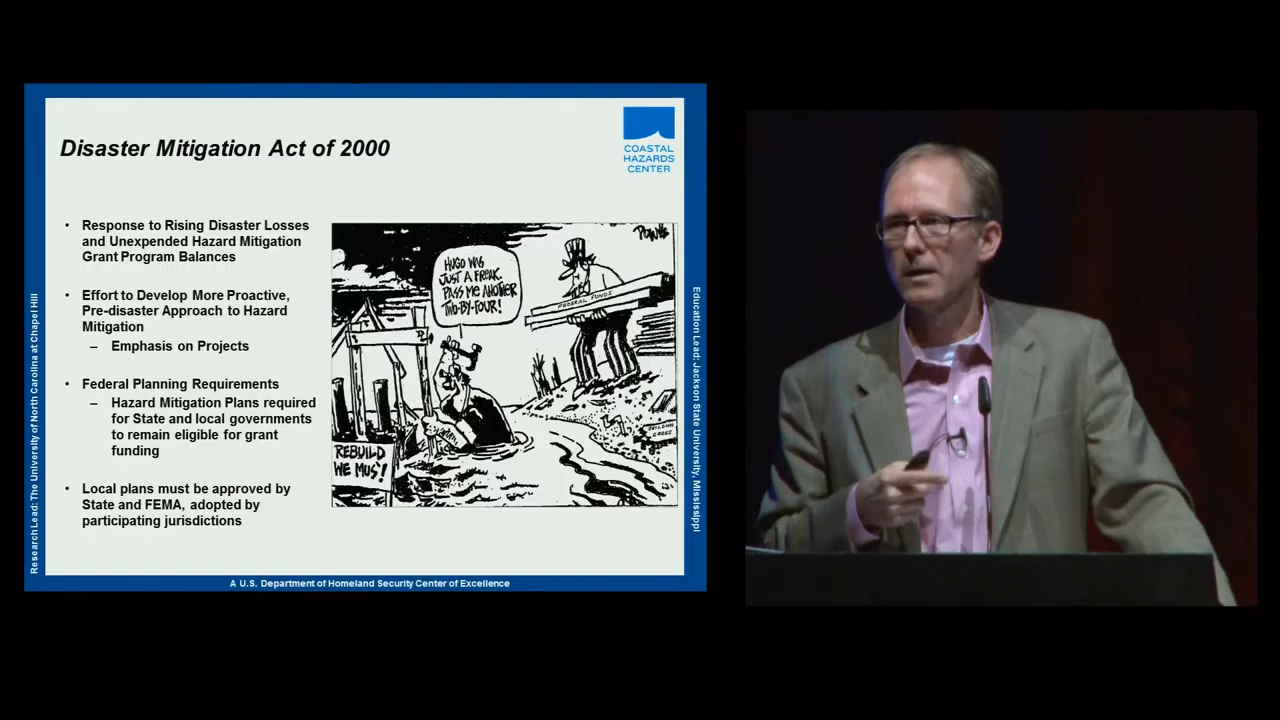 Disaster Mitigation Act of 2000
COASTAL
HAZARDS
CENTER
• Response to Rising Disaster Losses
and Unexpended Hazard Mitigation
Grant Program Balances
• Effort to Develop More Proactive,
Pre-disaster Approach to Hazard
Mitigation
– Emphasis on Projects
• Federal Planning Requirements
– Hazard Mitigation Plans required
for State and local governments
to remain eligible for grant
funding
• Local plans must be approved by
State and FEMA, adopted by
participating jurisdictions
HUGO WAS
JUST A FREAK.
PASS ME ANOTHER
TWO-BY-FOUR!
FEDERAL FUNDS
REBUILD
WE MUS'!
BUILDING
CODES
Research Lead: The University of North Carolina at Chapel Hill
Education Lead: Jackson State University, Mississippi
A U.S. Department of Homeland Security Center of Excellence